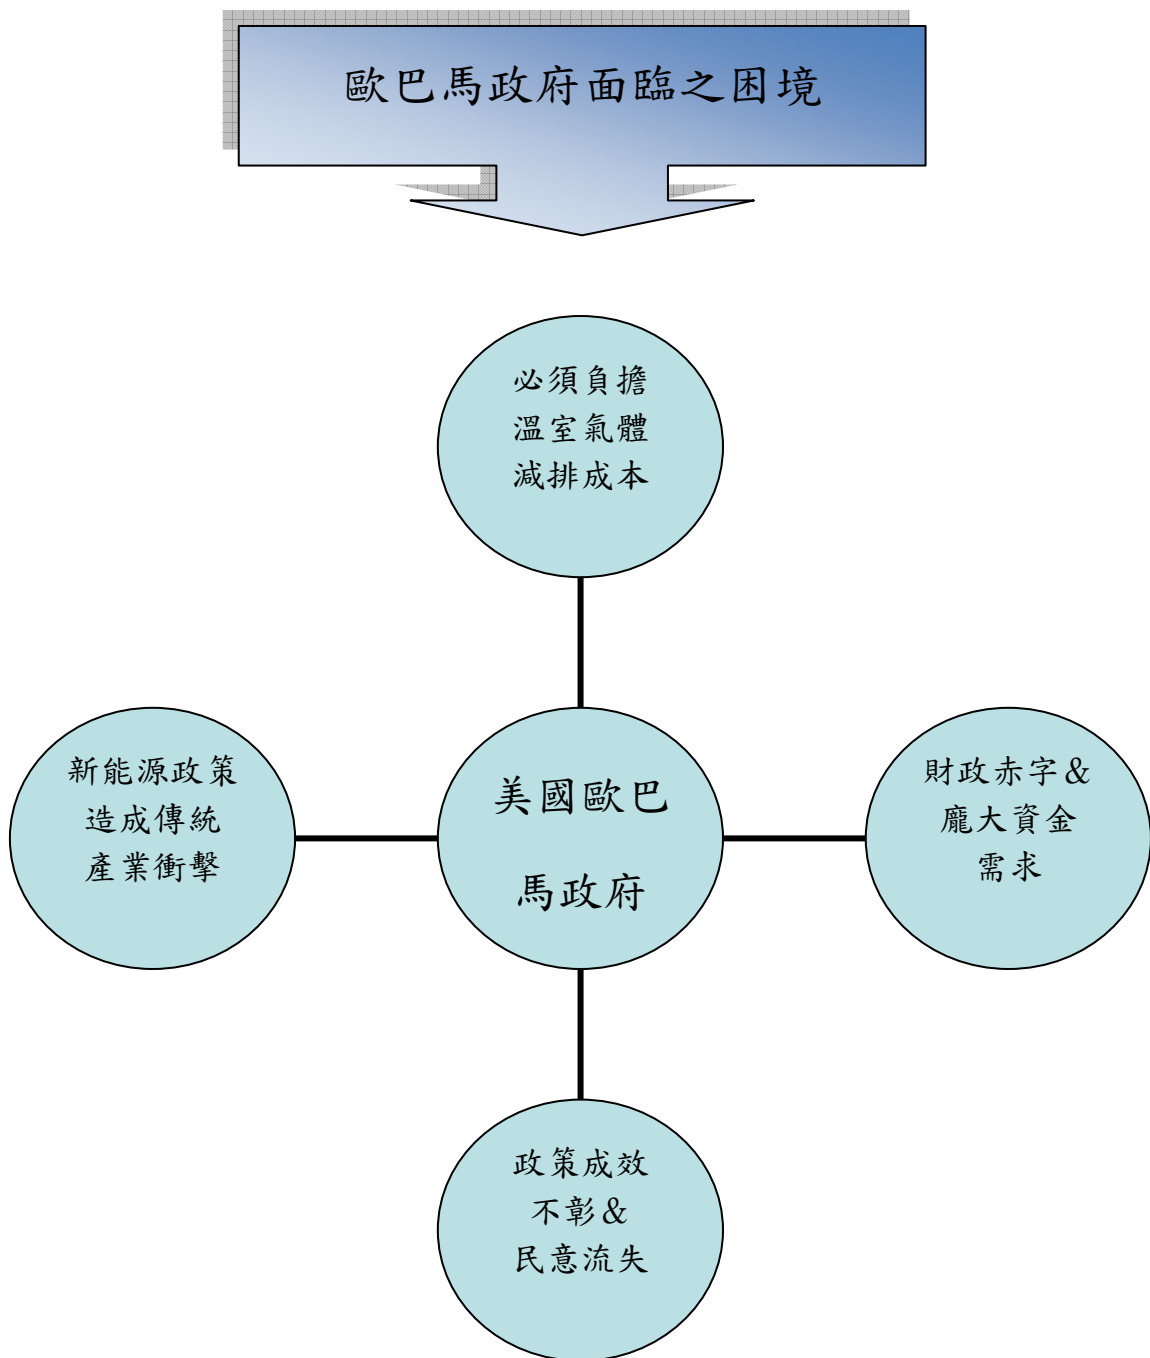 歐巴馬政府面臨之困境
必須負擔
溫室氣體
減排成本
新能源政策
造成傳統
產業衝擊
美國歐巴
馬政府
財政赤字&
龐大資金
需求
政策成效
不彰&
民意流失